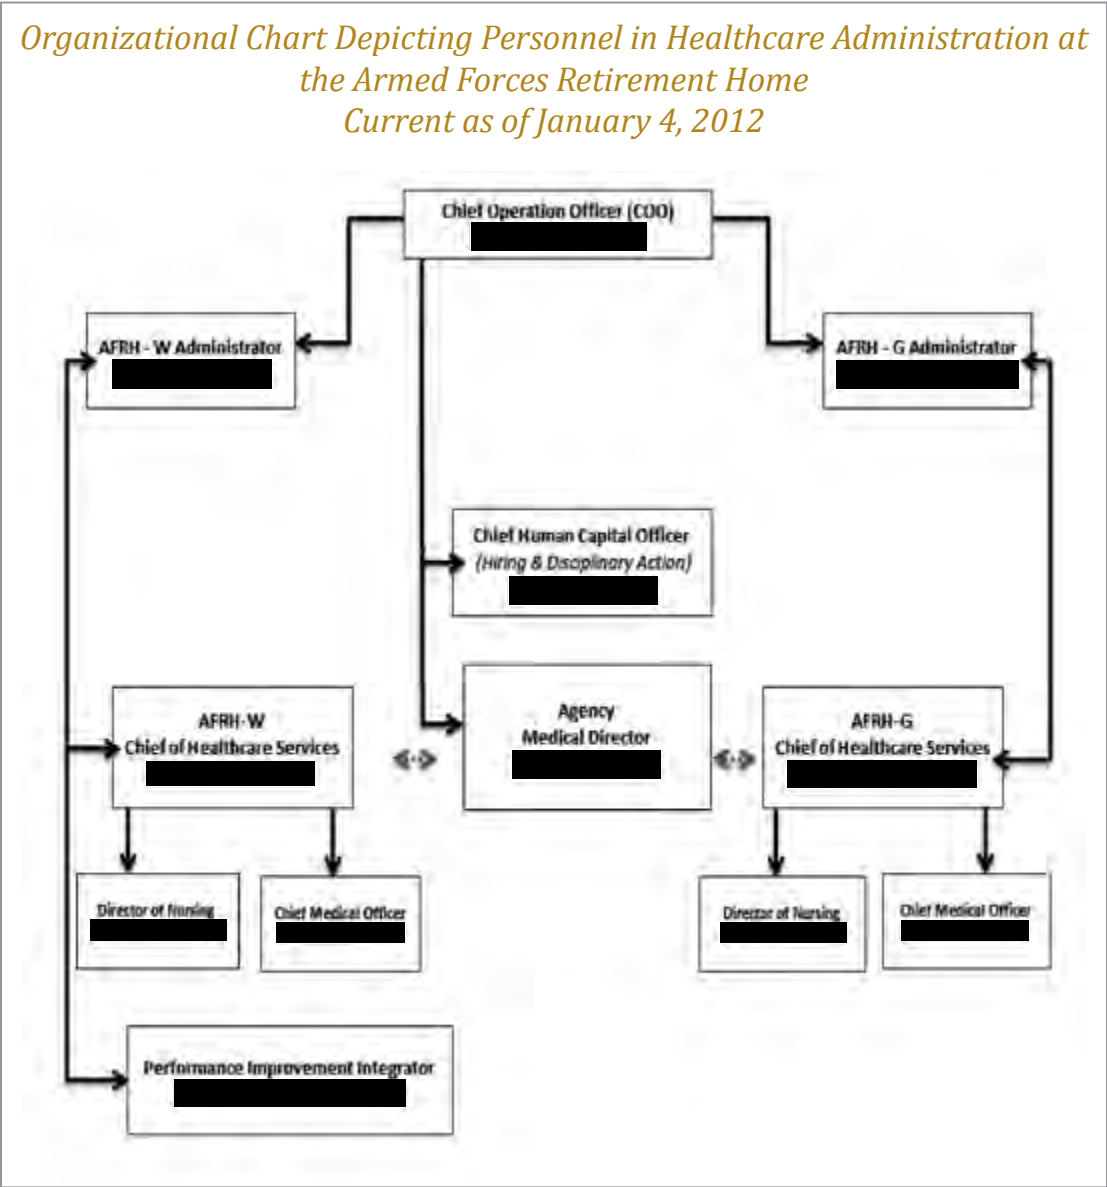 Organizational Chart Depicting Personnel in Healthcare Administration at
the Armed Forces Retirement Home
Current as of January 4, 2012
Chief Operation Officer (COO)
AFRH - W Administrator
AFRH - G Administrator
Chief Human Capital Officer
(Hiring & Disciplinary Action)
Agency
Medical Director
AFRH-W
Chief of Healthcare Services
AFRH-G
Chief of Healthcare Services
Director of Nursing
Chief Medical Officer
Director of Nursing
Chief Medical Officer
Performance Improvement Integrator